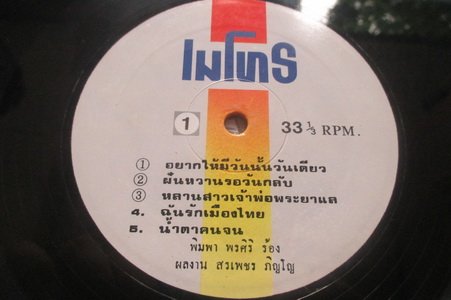 เมโทร
1 33 1/3 RPM.
① อยากให้มีวันนั้นวันเดียว
② ฝันหวานรอวันกลับ
③ หลานสาวเจ้าพ่อพระยาแล
4. ฉันรักเมืองไทย
5. น้ำตาคนจน
พิมพา พรศิริ ร้อง
ผลงาน สรเพชร ภิญโญ